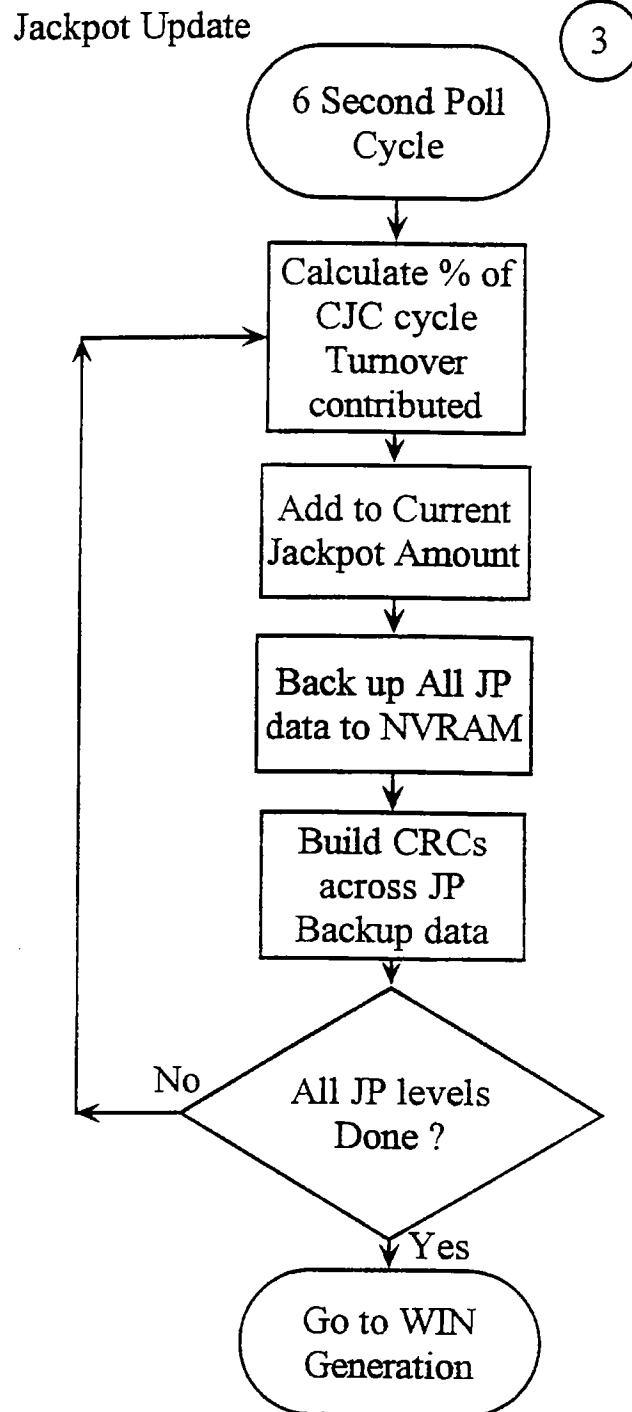 Jackpot Update
3
6 Second Poll
Cycle
Calculate % of
CJC cycle
Turnover
contributed
Add to Current
Jackpot Amount
Back up All JP
data to NVRAM
Build CRCs
across JP
Backup data
No
All JP levels
Done ?
Yes
Go to WIN
Generation